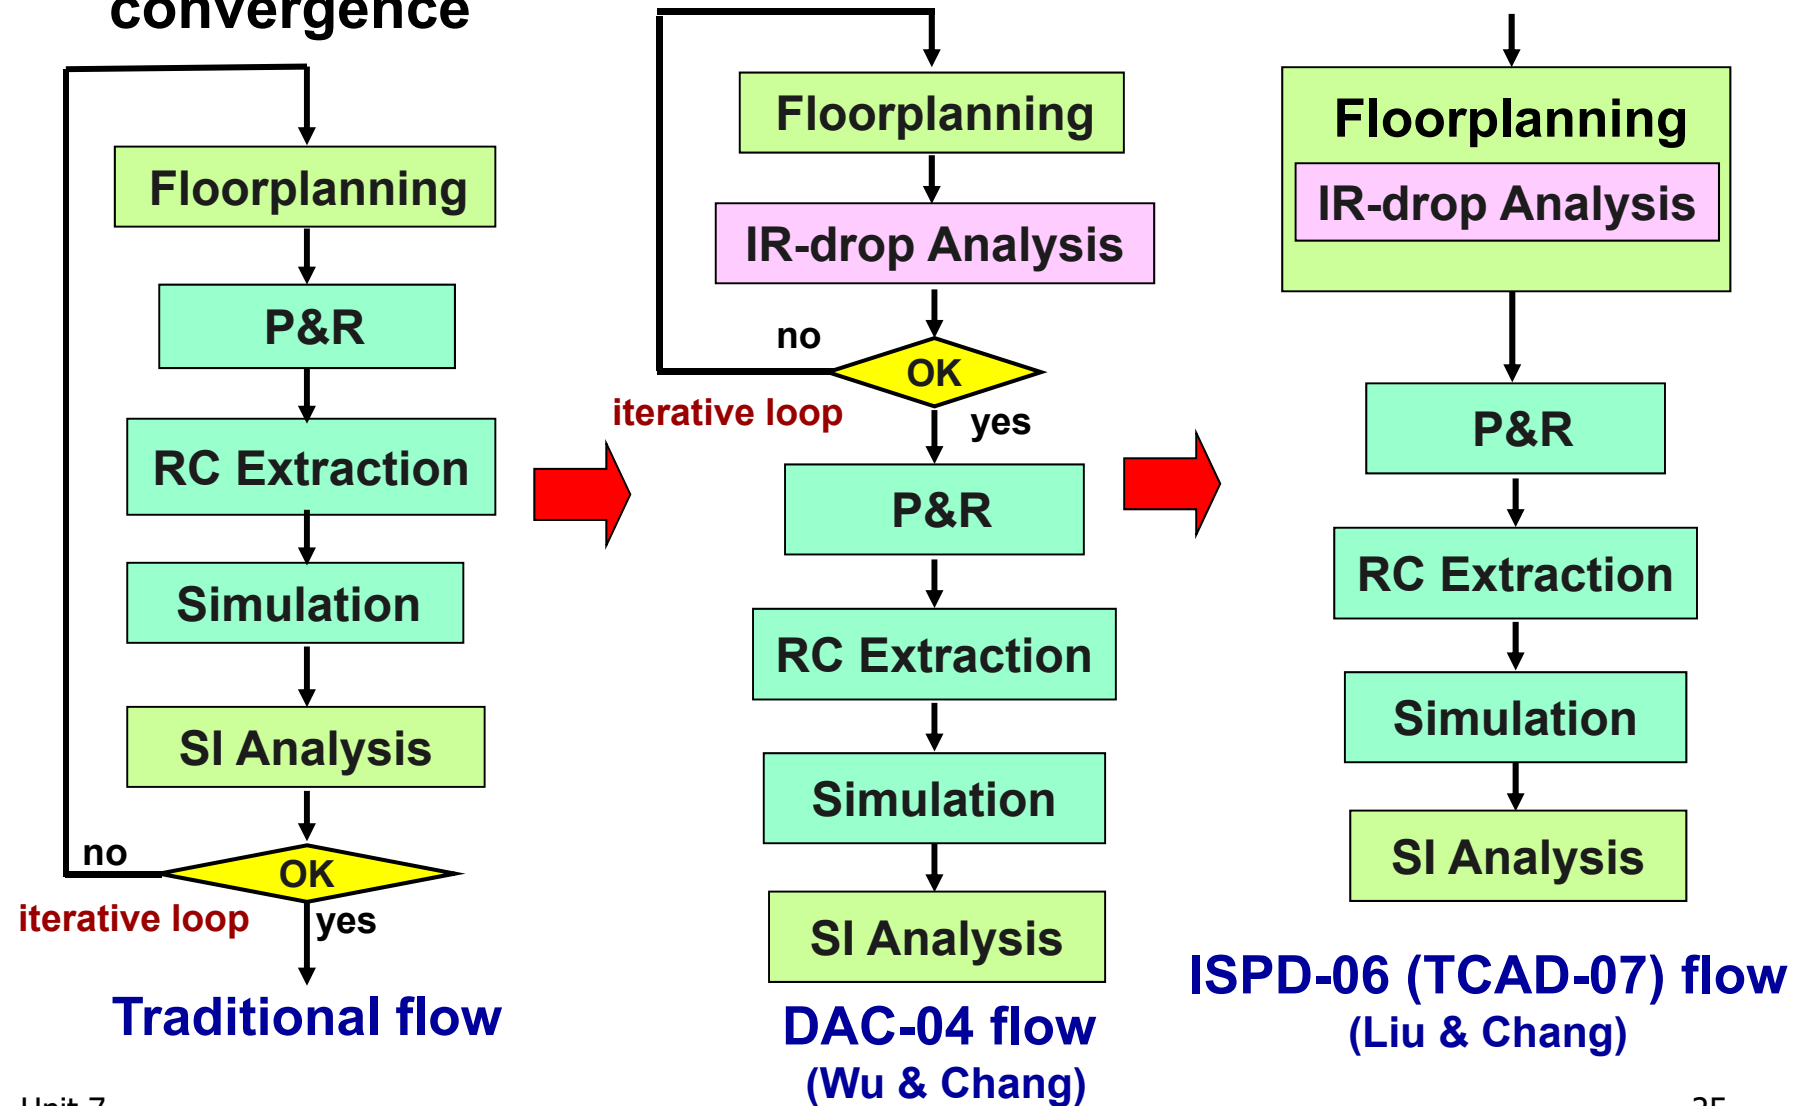 convergence
Floorplanning
P&R
RC Extraction
Simulation
SI Analysis
no
OK
iterative loop
yes
Traditional flow
Floorplanning
IR-drop Analysis
no
OK
iterative loop
yes
P&R
RC Extraction
Simulation
SI Analysis
DAC-04 flow
(Wu & Chang)
Floorplanning
IR-drop Analysis
P&R
RC Extraction
Simulation
SI Analysis
ISPD-06 (TCAD-07) flow
(Liu & Chang)
Unit 7